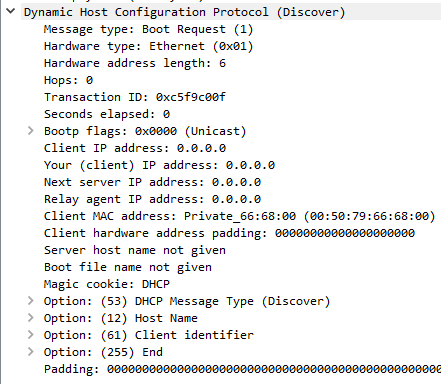 Dynamic Host Configuration Protocol (Discover)
Message type: Boot Request (1)
Hardware type: Ethernet (0x01)
Hardware address length: 6
Hops: 0
Transaction ID: 0xc5f9c00f
Seconds elapsed: 0
Bootp flags: 0x0000 (Unicast)
Client IP address: 0.0.0.0
Your (client) IP address: 0.0.0.0
Next server IP address: 0.0.0.0
Relay agent IP address: 0.0.0.0
Client MAC address: Private_66:68:00 (00:50:79:66:68:00)
Client hardware address padding: 00000000000000000000
Server host name not given
Boot file name not given
Magic cookie: DHCP
Option: (53) DHCP Message Type (Discover)
Option: (12) Host Name
Option: (61) Client identifier
Option: (255) End
Padding: 000000000000000000000000000000000000000000000000